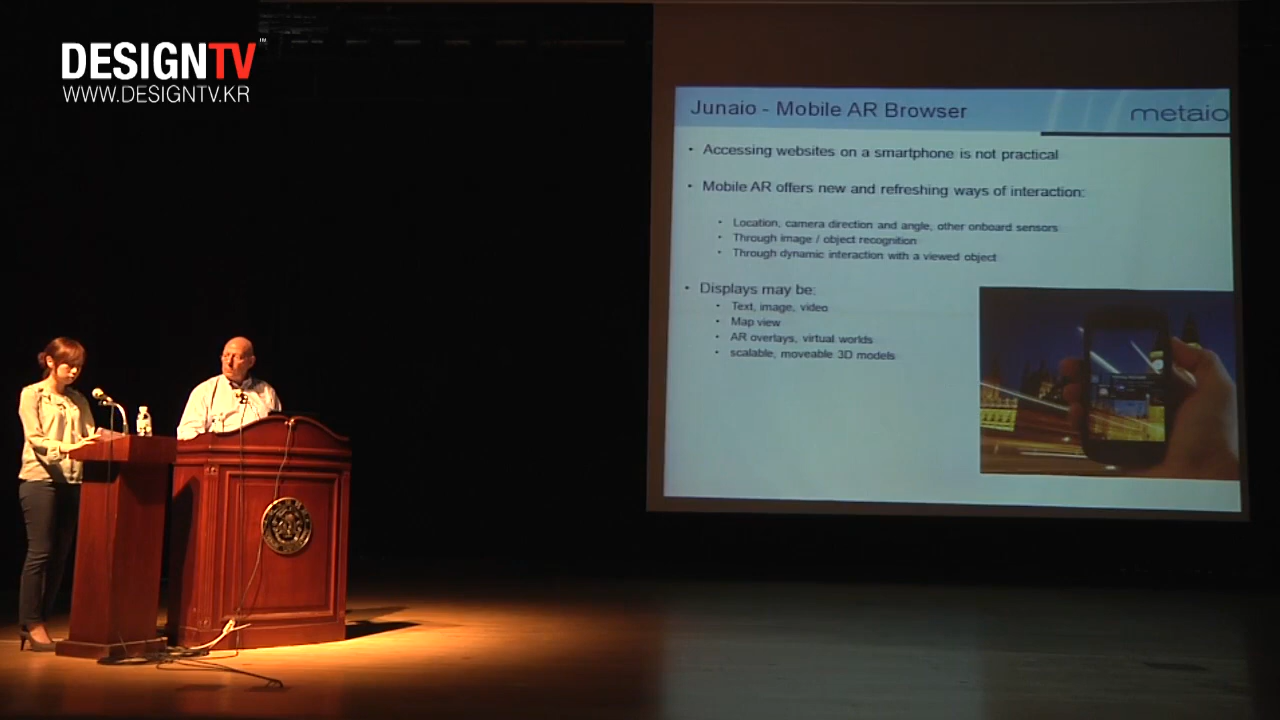 DESIGNTV™
WWW.DESIGNTV.KR
Junaio - Mobile AR Browser
metaio
• Accessing websites on a smartphone is not practical
• Mobile AR offers new and refreshing ways of interaction:
• Location, camera direction and angle, other onboard sensors
• Through image / object recognition
• Through dynamic interaction with a viewed object
• Displays may be:
• Text, image, video
• Map view
• AR overlays, virtual worlds
• scalable, moveable 3D models